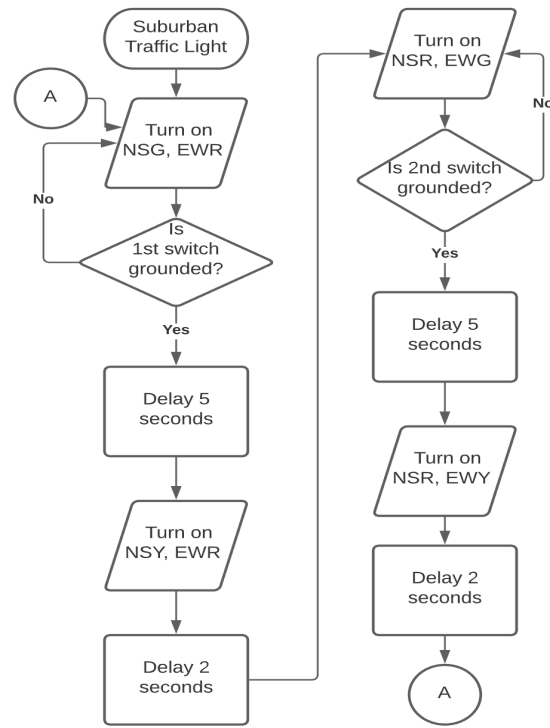 Suburban
Traffic Light
A
Turn on
NSG, EWR
No
Is
1st switch
grounded?
Yes
Delay 5
seconds
Turn on
NSY, EWR
Delay 2
seconds
Turn on
NSR, EWG
No
Is 2nd switch
grounded?
Yes
Delay 5
seconds
Turn on
NSR, EWY
Delay 2
seconds
A